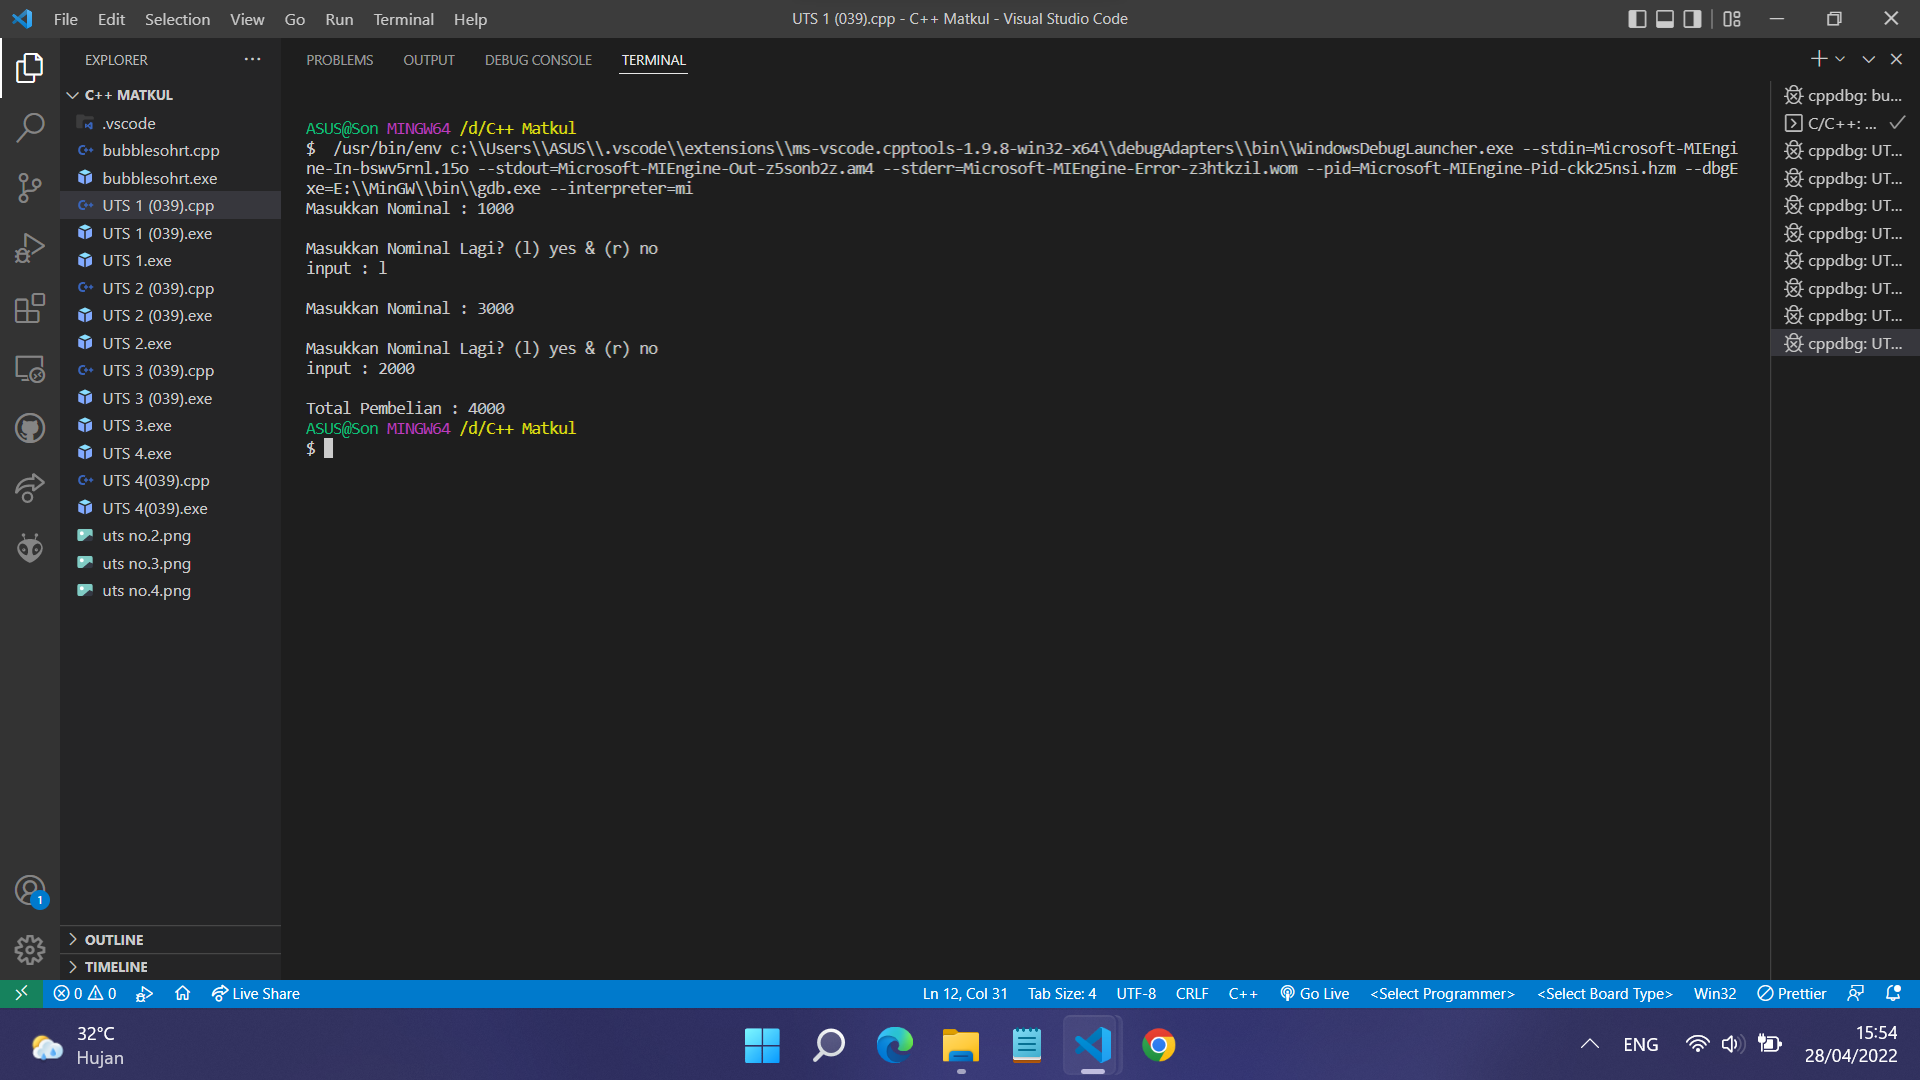 File Edit Selection View Go Run Terminal Help
UTS 1 (039).cpp - C++ Matkul - Visual Studio Code
EXPLORER
C++ MATKUL
.vscode
bubblesohrt.cpp
bubblesohrt.exe
UTS 1 (039).cpp
UTS 1 (039).exe
UTS 1.exe
UTS 2 (039).cpp
UTS 2 (039).exe
UTS 2.exe
UTS 3 (039).cpp
UTS 3 (039).exe
UTS 3.exe
UTS 4.exe
UTS 4(039).cpp
UTS 4(039).exe
uts no.2.png
uts no.3.png
uts no.4.png
OUTLINE
TIMELINE
PROBLEMS OUTPUT DEBUG CONSOLE TERMINAL
ASUS@Son MINGW64 /d/C++ Matkul
$  /usr/bin/env c:\\Users\\ASUS\\.vscode\\extensions\\ms-vscode.cpptools-1.9.8-win32-x64\\debugAdapters\\bin\\WindowsDebugLauncher.exe --stdin=Microsoft-MIEngi
ne-In-bswv5rnl.15o --stdout=Microsoft-MIEngine-Out-z5sonb2z.am4 --stderr=Microsoft-MIEngine-Error-z3htkzil.wom --pid=Microsoft-MIEngine-Pid-ckk25nsi.hzm --dbgE
xe=E:\\MinGW\\bin\\gdb.exe --interpreter=mi
Masukkan Nominal : 1000
Masukkan Nominal Lagi? (l) yes & (r) no
input : l
Masukkan Nominal : 3000
Masukkan Nominal Lagi? (l) yes & (r) no
input : 2000
Total Pembelian : 4000
ASUS@Son MINGW64 /d/C++ Matkul
$
cppdbg: bu...
C/C++: ...
cppdbg: UT...
cppdbg: UT...
cppdbg: UT...
cppdbg: UT...
cppdbg: UT...
cppdbg: UT...
cppdbg: UT...
cppdbg: UT...
1
0 0 Live Share
Ln 12, Col 31 Tab Size: 4 UTF-8 CRLF C++ Go Live <Select Programmer> <Select Board Type> Win32 Prettier
32°C
Hujan
ENG
15:54
28/04/2022